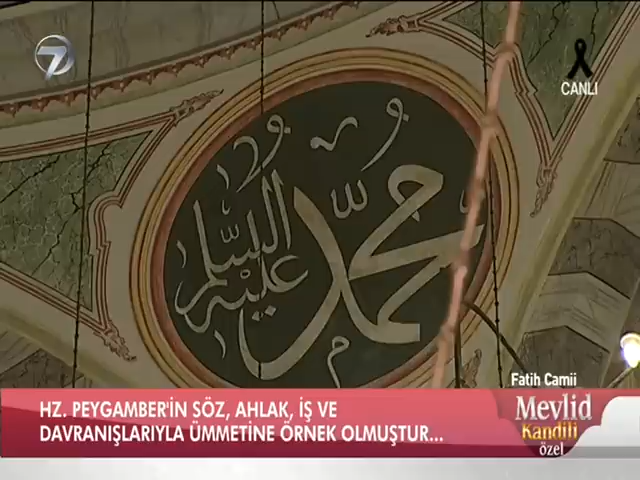 7
CANLI
محمد
عليه السلام
Fatih Camii
HZ. PEYGAMBER'İN SÖZ, AHLAK, İŞ VE
DAVRANIŞLARIYLA ÜMMETİNE ÖRNEK OLMUŞTUR...
Mevlid
Kandili
özel